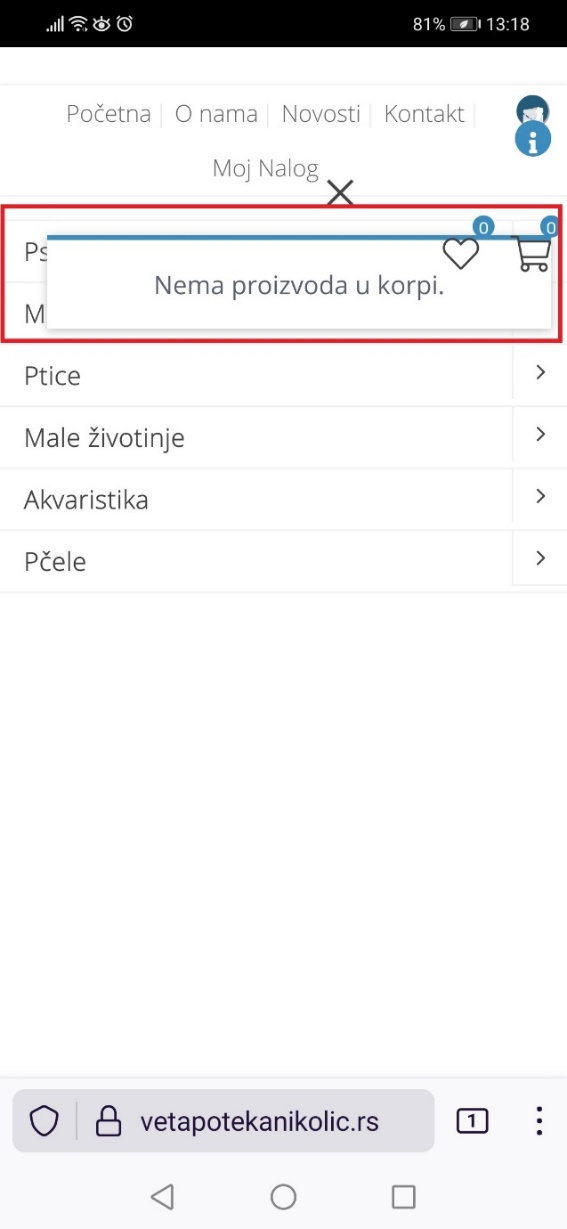 81% 13:18
Početna O nama Novosti Kontakt
i
Moj Nalog
0 0
Ps
Nema proizvoda u korpi.
M
Ptice
Male životinje
Akvaristika
Pčele
vetapotekanikolic.rs 1